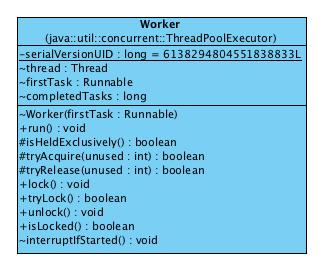 Worker
(java::util::concurrent::ThreadPoolExecutor)
-serialVersionUID : long = 6138294804551838833L
~thread : Thread
~firstTask : Runnable
~completedTasks : long
~Worker(firstTask : Runnable)
+run() : void
#isHeldExclusively() : boolean
#tryAcquire(unused : int) : boolean
#tryRelease(unused : int) : boolean
+lock() : void
+tryLock() : boolean
+unlock() : void
+isLocked() : boolean
~interruptIfStarted() : void